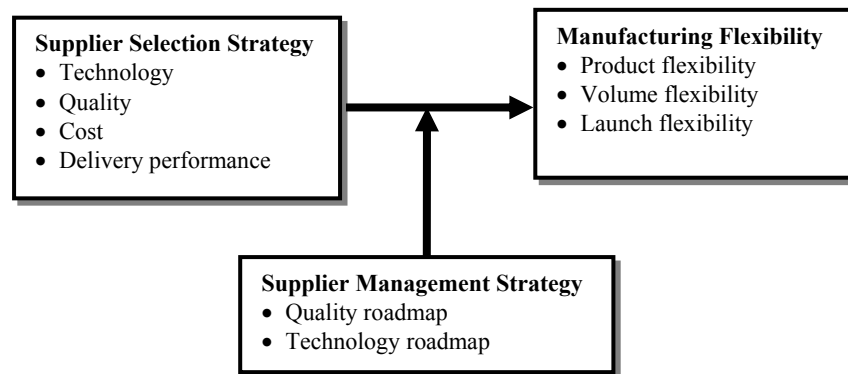 Supplier Selection Strategy
• Technology
• Quality
• Cost
• Delivery performance
Manufacturing Flexibility
• Product flexibility
• Volume flexibility
• Launch flexibility
Supplier Management Strategy
• Quality roadmap
• Technology roadmap